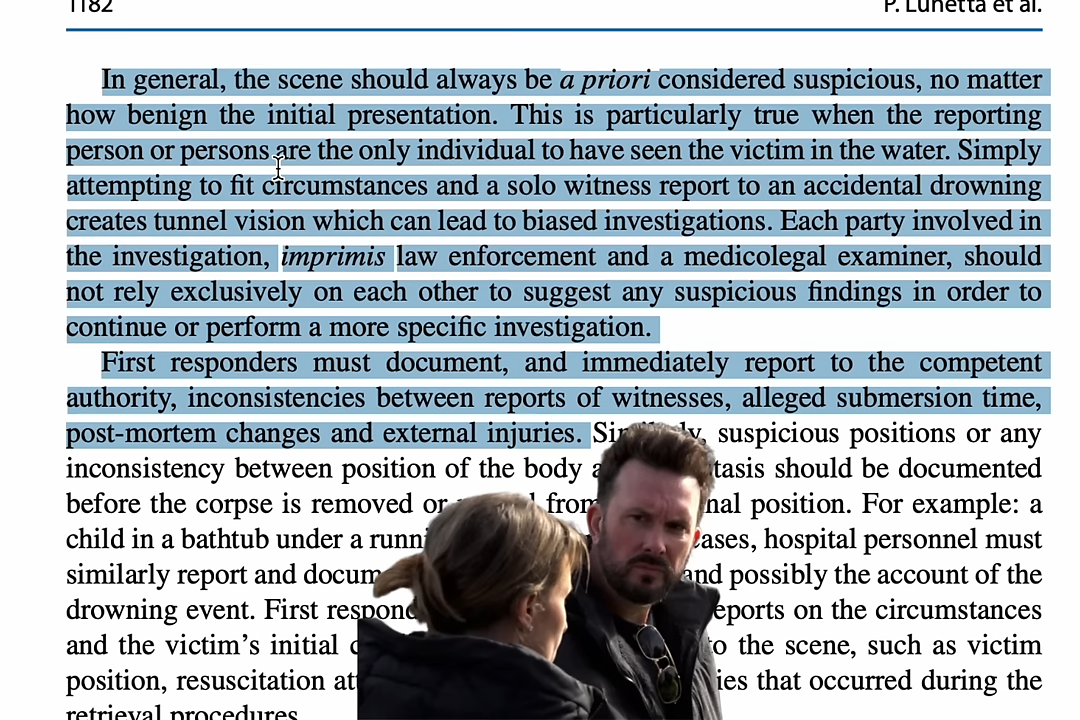 1182 P. Lunetta et al.
In general, the scene should always be a priori considered suspicious, no matter
how benign the initial presentation. This is particularly true when the reporting
person or persons are the only individual to have seen the victim in the water. Simply
attempting to fit circumstances and a solo witness report to an accidental drowning
creates tunnel vision which can lead to biased investigations. Each party involved in
the investigation, imprimis law enforcement and a medicolegal examiner, should
not rely exclusively on each other to suggest any suspicious findings in order to
continue or perform a more specific investigation.
First responders must document, and immediately report to the competent
authority, inconsistencies between reports of witnesses, alleged submersion time,
post-mortem changes and external injuries. Similarly, suspicious positions or any
inconsistency between position of the body should be documented
before the corpse is removed or position. For example: a
child in a bathtub under a hospital personnel must
similarly report and and possibly the account of the
drowning event. First on the circumstances
and the victim's initial to the scene, such as victim
position, resuscitation that occurred during the
retrieval procedures.